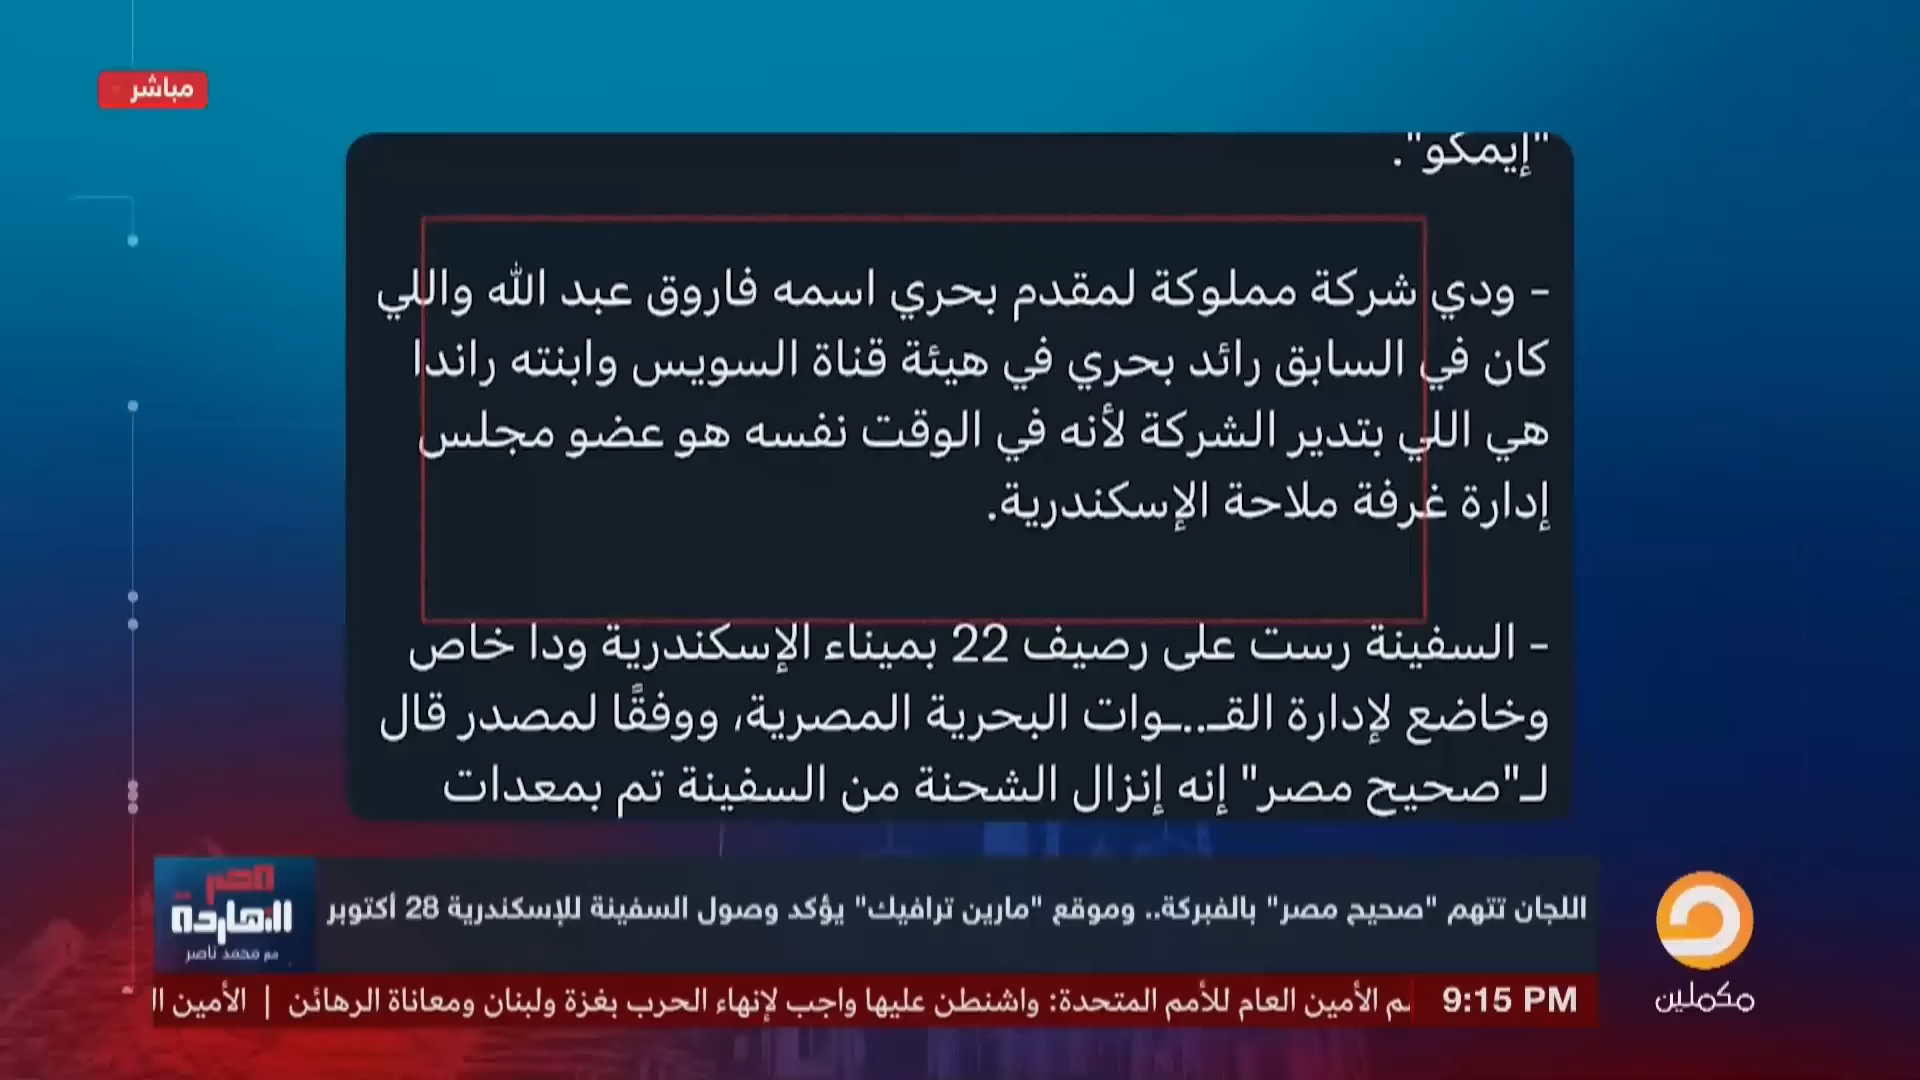 مباشر
"إيمكو".
- ودي شركة مملوكة لمقدم بحري اسمه فاروق عبد الله واللي
كان في السابق رائد بحري في هيئة قناة السويس وابنته راندا
هي اللي بتدير الشركة لأنه في الوقت نفسه هو عضو مجلس
إدارة غرفة ملاحة الإسكندرية.
- السفينة رست على رصيف 22 بميناء الإسكندرية ودا خاص
وخاضع لإدارة القـ..ـوات البحرية المصرية، ووفقًا لمصدر قال
لـ"صحيح مصر" إنه إنزال الشحنة من السفينة تم بمعدات
اللجان تتهم "صحيح مصر" بالفبركة.. وموقع "مارين ترافيك" يؤكد وصول السفينة للإسكندرية 28 أكتوبر
مصر
النهاردة
مع محمد ناصر
9:15 PM
ـم الأمين العام للأمم المتحدة: واشنطن عليها واجب لإنهاء الحرب بغزة ولبنان ومعاناة الرهائن | الأمين الـ
مكملين